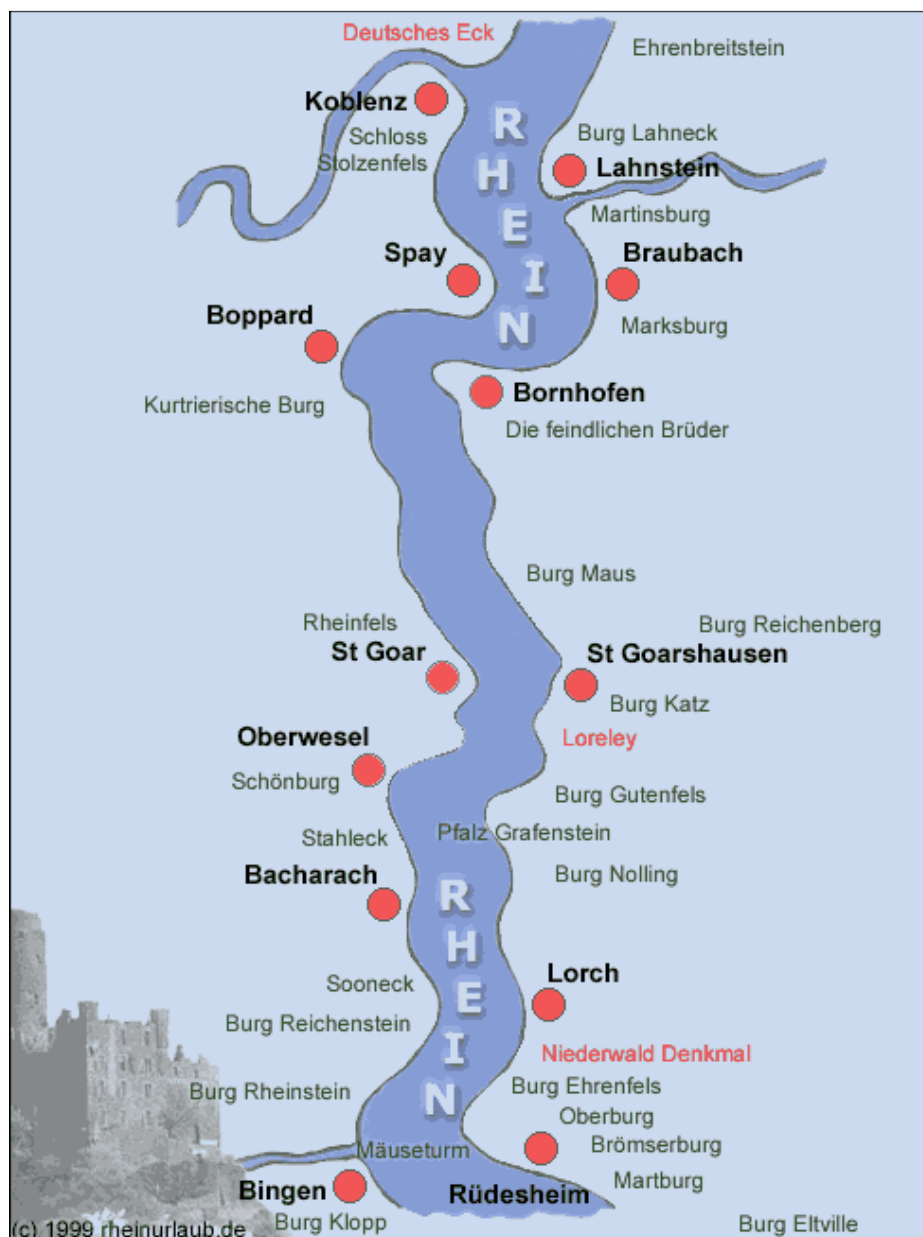 Deutsches Eck
Ehrenbreitstein
Koblenz
Schloss
Stolzenfels
Burg Lahneck
Lahnstein
Martinsburg
RHEIN
Spay
Braubach
Boppard
Marksburg
Kurtrierische Burg
Bornhofen
Die feindlichen Brüder
Burg Maus
Rheinfels
Burg Reichenberg
St Goar
St Goarshausen
Burg Katz
Oberwesel
Loreley
Schönburg
Burg Gutenfels
Stahleck
Pfalz Grafenstein
Bacharach
Burg Nolling
RHEIN
Sooneck
Lorch
Burg Reichenstein
Niederwald Denkmal
Burg Rheinstein
Burg Ehrenfels
Oberburg
Mäuseturm
Brömserburg
Bingen
Rüdesheim
Martburg
Burg Klopp
Burg Eltville
(c) 1999 rheinurlaub.de